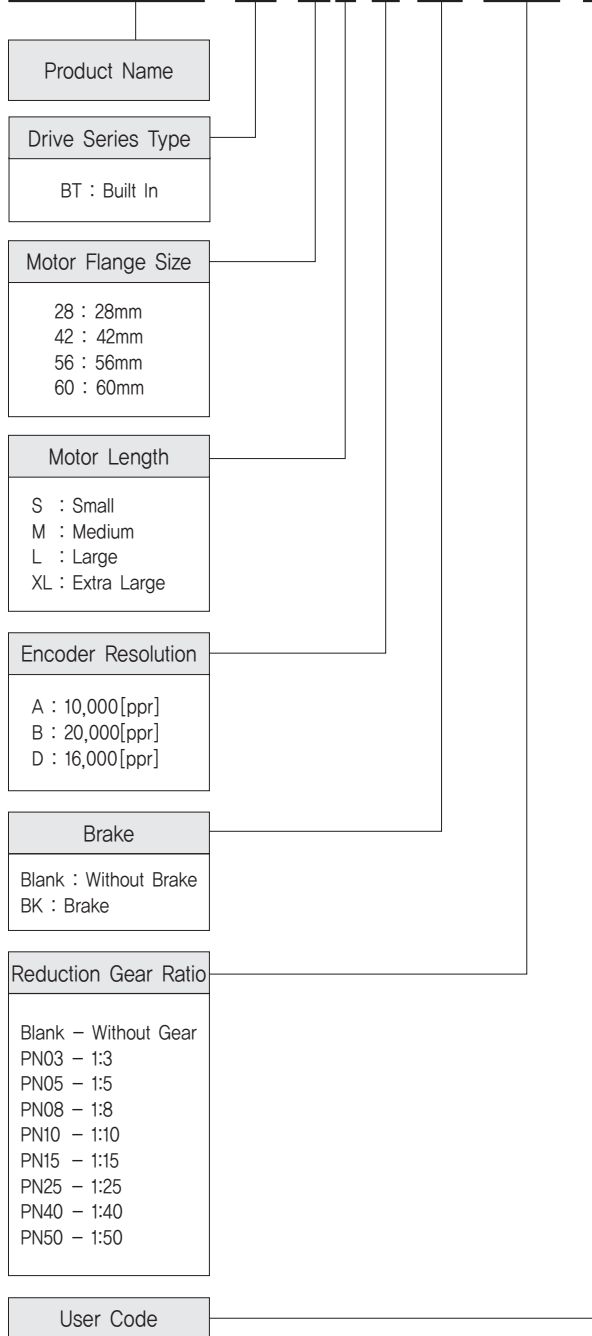 Product Name
Drive Series Type
BT : Built In
Motor Flange Size
28 : 28mm
42 : 42mm
56 : 56mm
60 : 60mm
Motor Length
S : Small
M : Medium
L : Large
XL : Extra Large
Encoder Resolution
A : 10,000[ppr]
B : 20,000[ppr]
D : 16,000[ppr]
Brake
Blank : Without Brake
BK : Brake
Reduction Gear Ratio
Blank - Without Gear
PN03 - 1:3
PN05 - 1:5
PN08 - 1:8
PN10 - 1:10
PN15 - 1:15
PN25 - 1:25
PN40 - 1:40
PN50 - 1:50
User Code